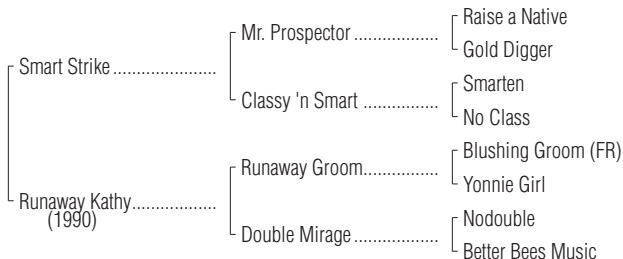 Raise a Native
Mr. Prospector ..................
Gold Digger
Smart Strike ......................
Smarten
Classy 'n Smart ................
No Class
Blushing Groom (FR)
Runaway Groom................
Yonnie Girl
Runaway Kathy..................
(1990)
Nodouble
Double Mirage ..................
Better Bees Music